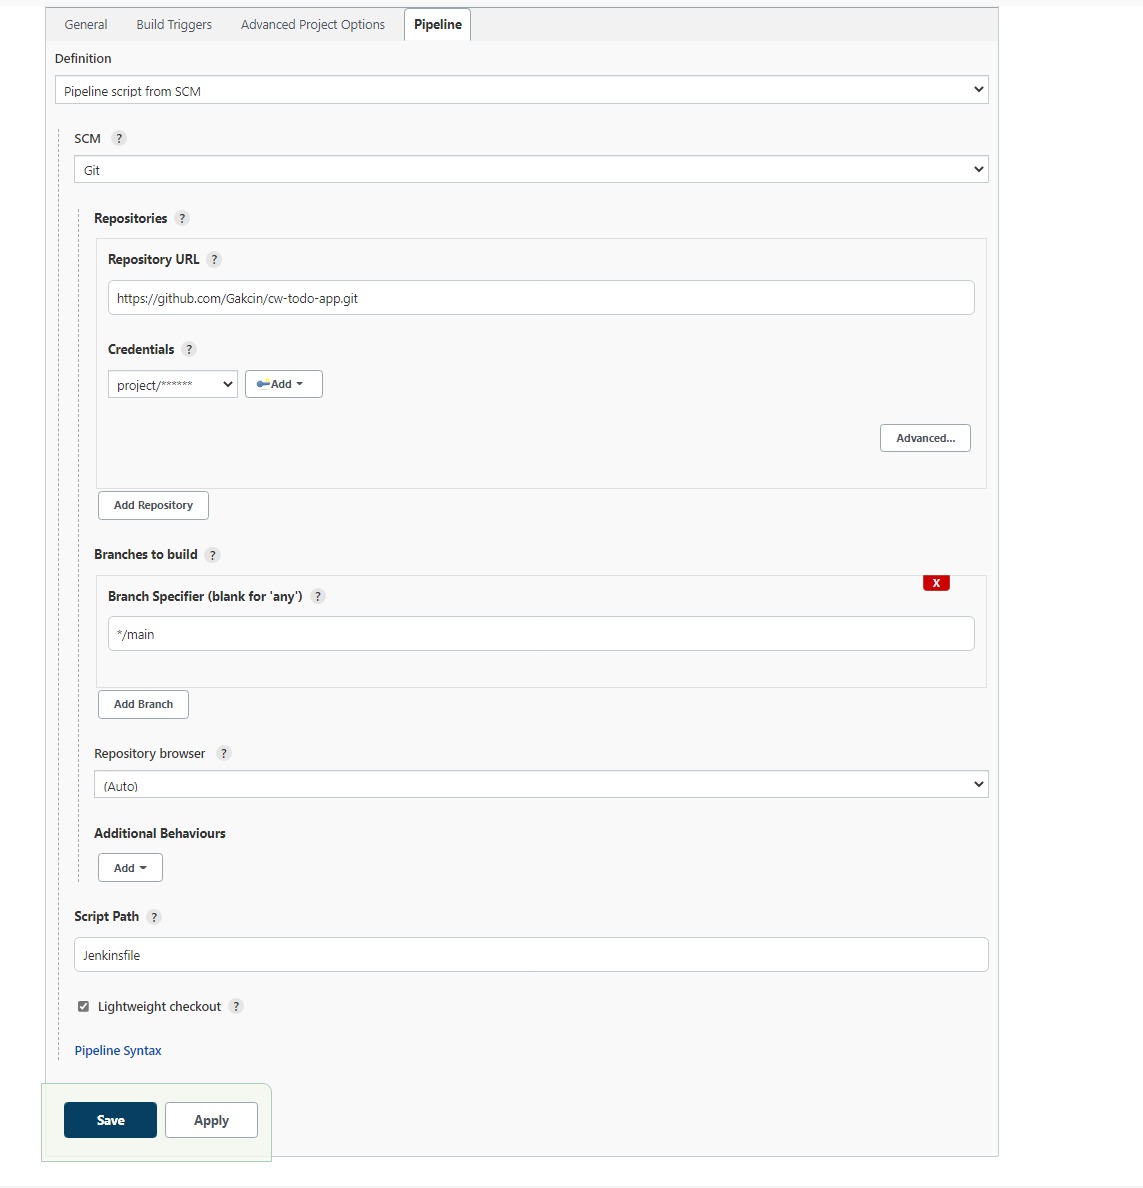 General Build Triggers Advanced Project Options Pipeline
Definition
Pipeline script from SCM
SCM ?
Git
Repositories ?
Repository URL ?
https://github.com/Gakcin/cw-todo-app.git
Credentials ?
project/****** Add
Advanced...
Add Repository
Branches to build ?
X
Branch Specifier (blank for 'any') ?
*/main
Add Branch
Repository browser ?
(Auto)
Additional Behaviours
Add
Script Path ?
Jenkinsfile
Lightweight checkout ?
Pipeline Syntax
Save Apply